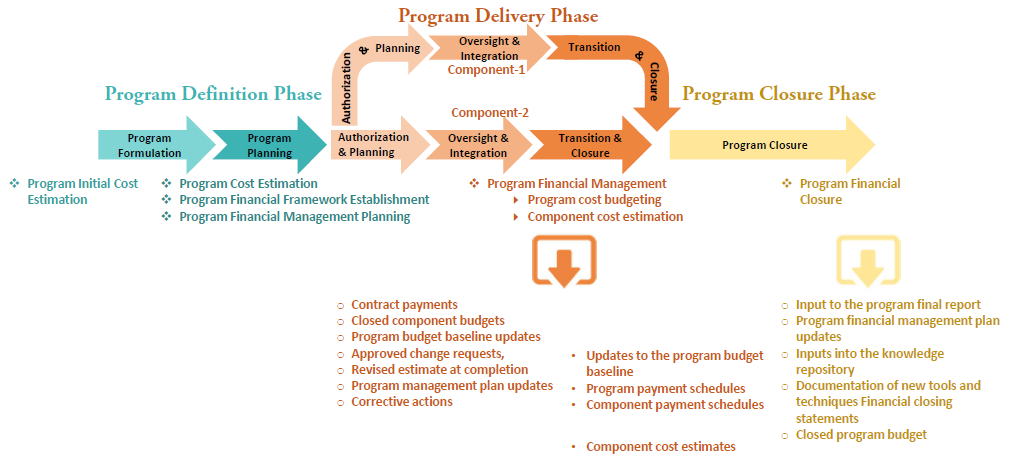 Program Delivery Phase
Authorization
&
Planning
Oversight &
Integration
Transition
&
Closure
Component-1
Program Definition Phase
Component-2
Program Closure Phase
Program
Formulation
Program
Planning
Authorization
& Planning
Oversight &
Integration
Transition &
Closure
Program Closure
❖ Program Initial Cost
Estimation
❖ Program Cost Estimation
❖ Program Financial Framework Establishment
❖ Program Financial Management Planning
❖ Program Financial Management
▸ Program cost budgeting
▸ Component cost estimation
❖ Program Financial
Closure
○ Contract payments
○ Closed component budgets
○ Program budget baseline updates
○ Approved change requests,
○ Revised estimate at completion
○ Program management plan updates
○ Corrective actions
• Updates to the program budget
baseline
• Program payment schedules
• Component payment schedules
• Component cost estimates
○ Input to the program final report
○ Program financial management plan
updates
○ Inputs into the knowledge
repository
○ Documentation of new tools and
techniques Financial closing
statements
○ Closed program budget